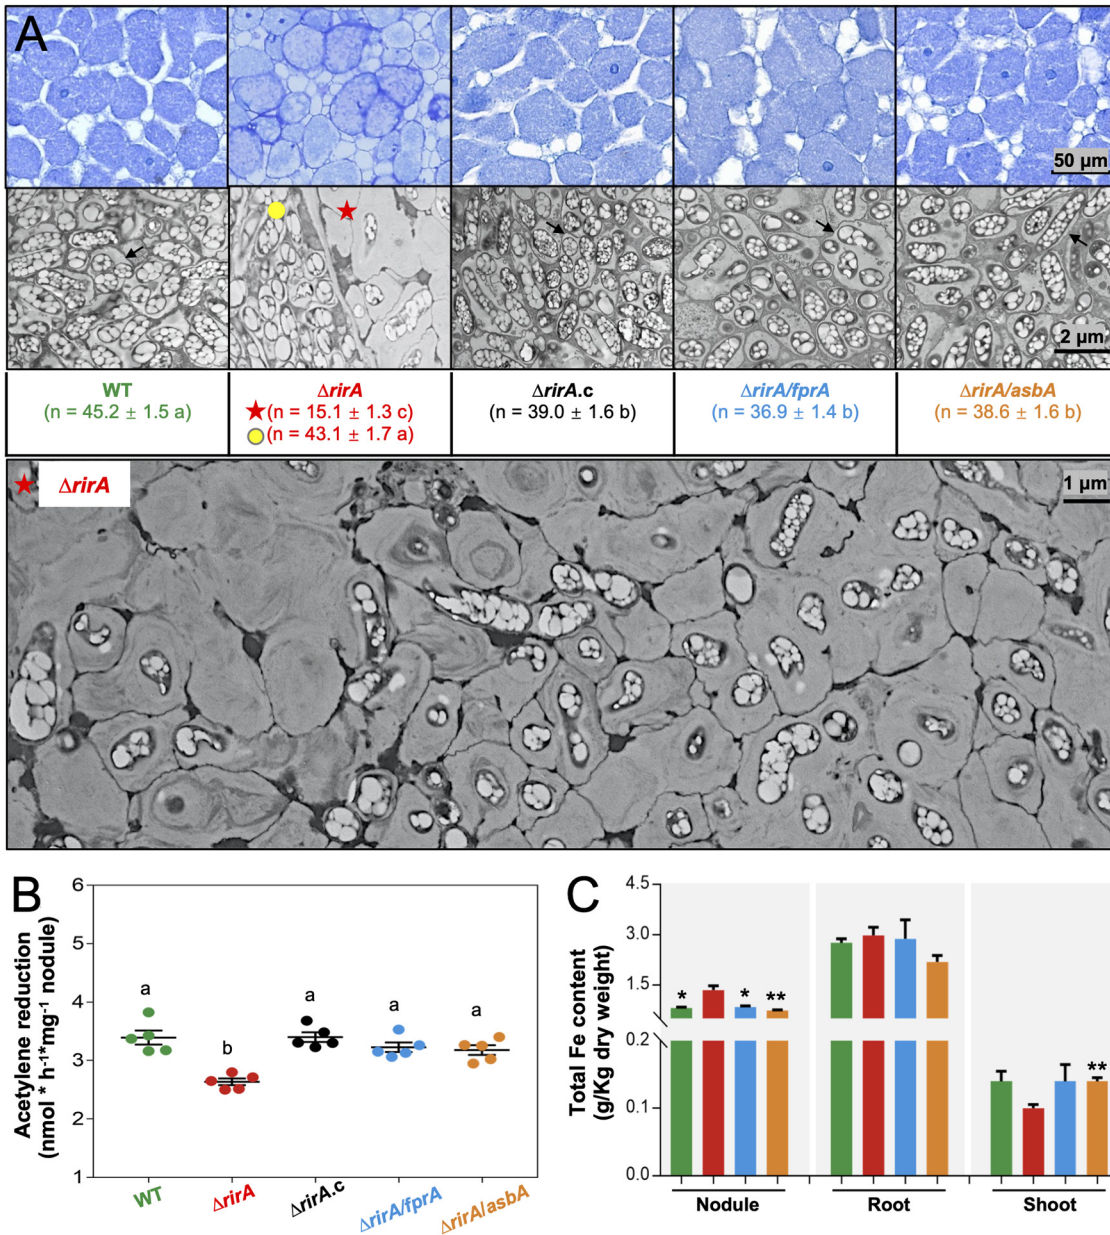 A
50 µm
2 µm
WT
(n = 45.2 ± 1.5 a)
ΔrirA
★(n = 15.1 ± 1.3 c)
(n = 43.1 ± 1.7 a)
ΔrirA.c
(n = 39.0 ± 1.6 b)
ΔrirA/fprA
(n = 36.9 ± 1.4 b)
ΔrirA/asbA
(n = 38.6 ± 1.6 b)
★ ΔrirA
1 µm
B
Acetylene reduction
(nmol * h⁻¹*mg⁻¹ nodule)
6
5
4
3
2
1
a
b
a
a
a
WT
ΔrirA
ΔrirA.c
ΔrirA/fprA
ΔrirA/asbA
C
Total Fe content
(g/Kg dry weight)
4.5
3.0
1.5
0.2
0.1
0.0
* * **
**
Nodule
Root
Shoot